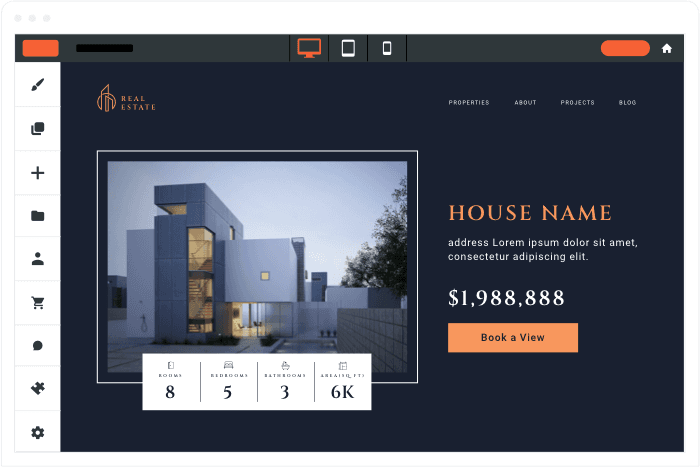 REAL
ESTATE
PROPERTIES ABOUT PROJECTS BLOG
HOUSE NAME
address Lorem ipsum dolor sit amet,
consectetur adipiscing elit.
$1,988,888
Book a View
ROOMS BEDROOMS BATHROOMS AREA(SQ FT)
8 5 3 6K